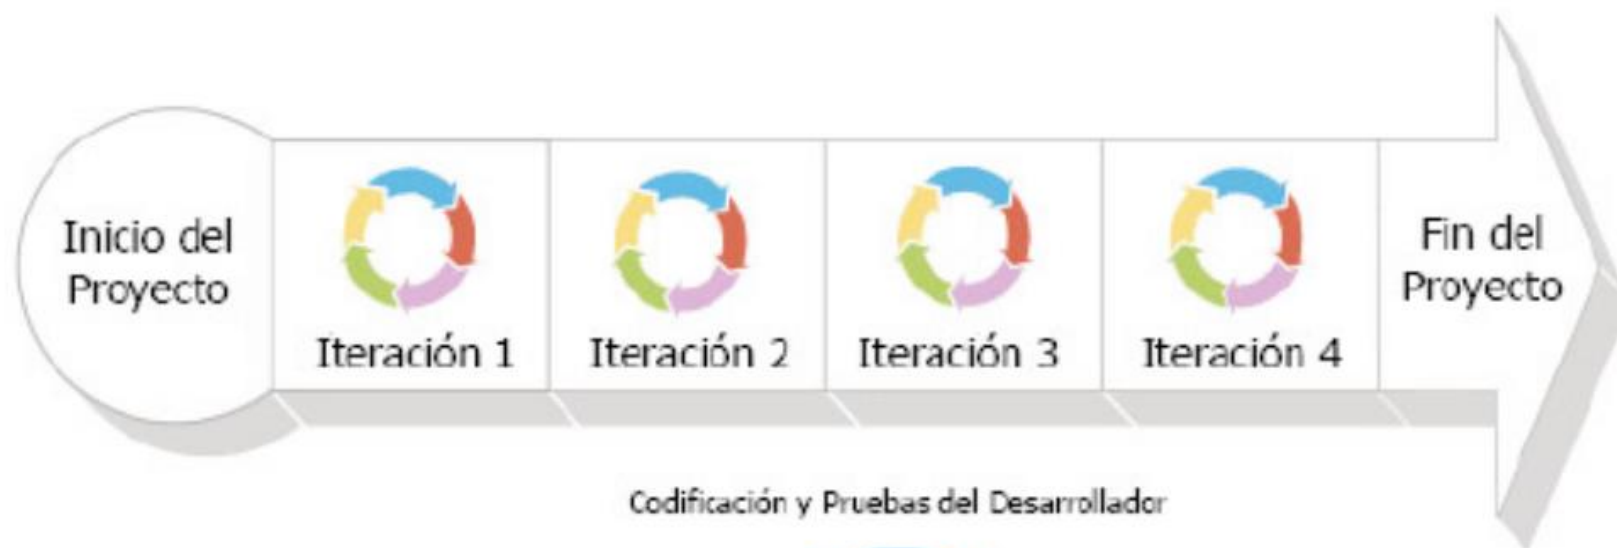 Inicio del
Proyecto
Iteración 1
Iteración 2
Iteración 3
Iteración 4
Fin del
Proyecto
Codificación y Pruebas del Desarrollador